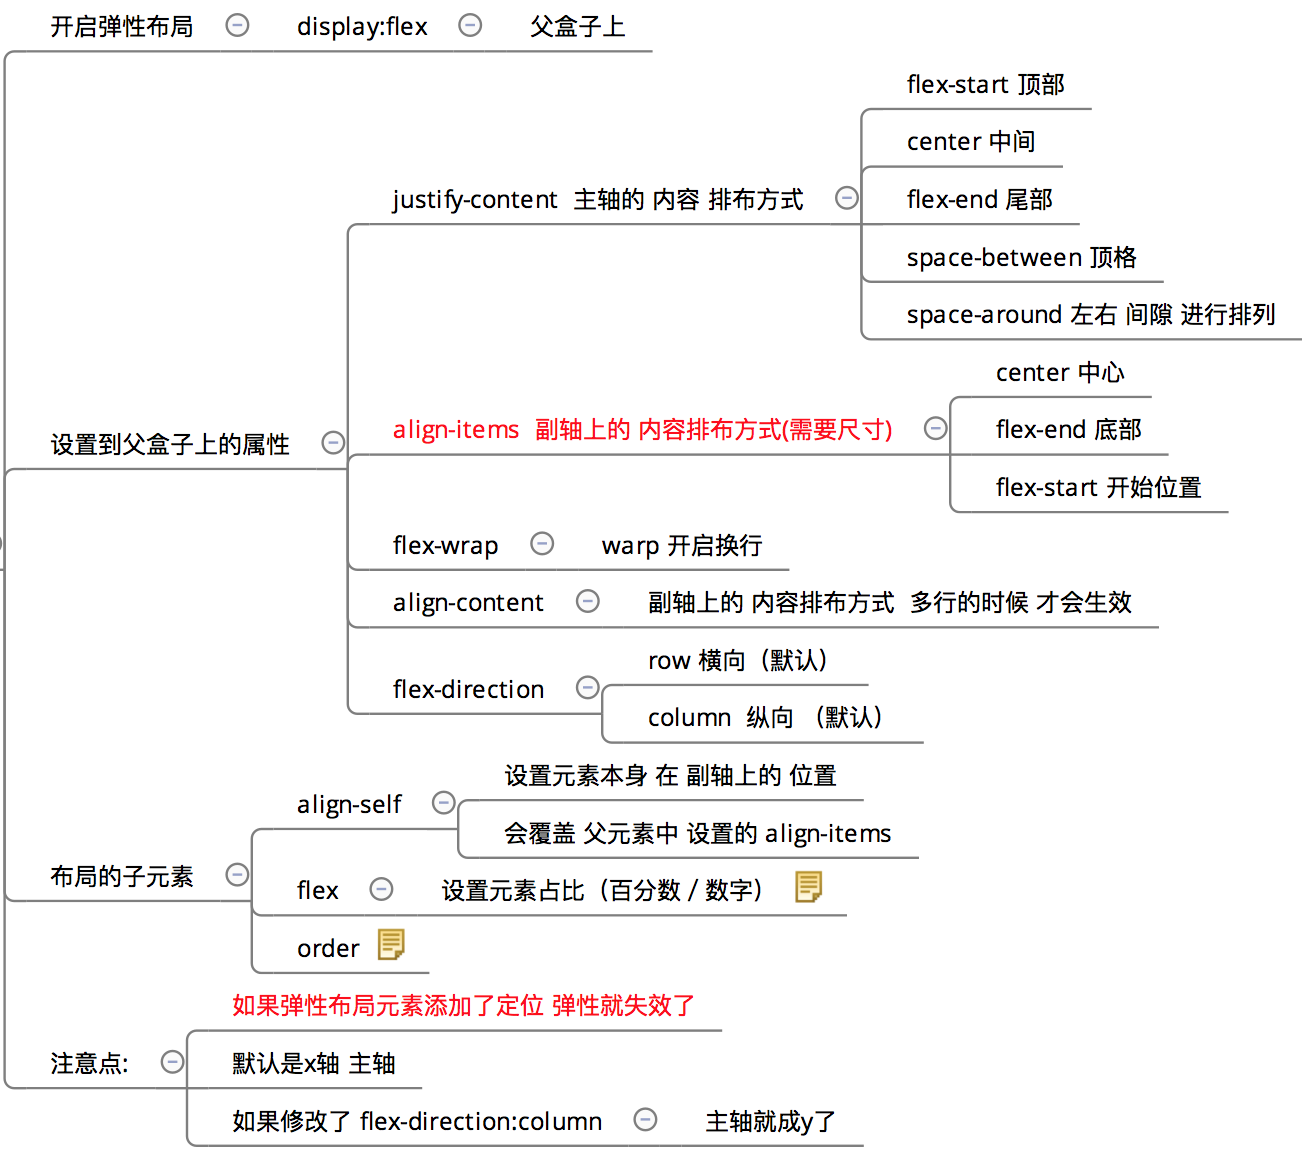 开启弹性布局 display:flex 父盒子上
设置到父盒子上的属性
justify-content 主轴的 内容 排布方式
flex-start 顶部
center 中间
flex-end 尾部
space-between 顶格
space-around 左右 间隙 进行排列
align-items 副轴上的 内容排布方式(需要尺寸)
center 中心
flex-end 底部
flex-start 开始位置
flex-wrap warp 开启换行
align-content 副轴上的 内容排布方式 多行的时候 才会生效
flex-direction
row 横向（默认）
column 纵向 （默认）
布局的子元素
align-self
设置元素本身 在 副轴上的 位置
会覆盖 父元素中 设置的 align-items
flex 设置元素占比（百分数 / 数字）
order
注意点:
如果弹性布局元素添加了定位 弹性就失效了
默认是x轴 主轴
如果修改了 flex-direction:column 主轴就成y了